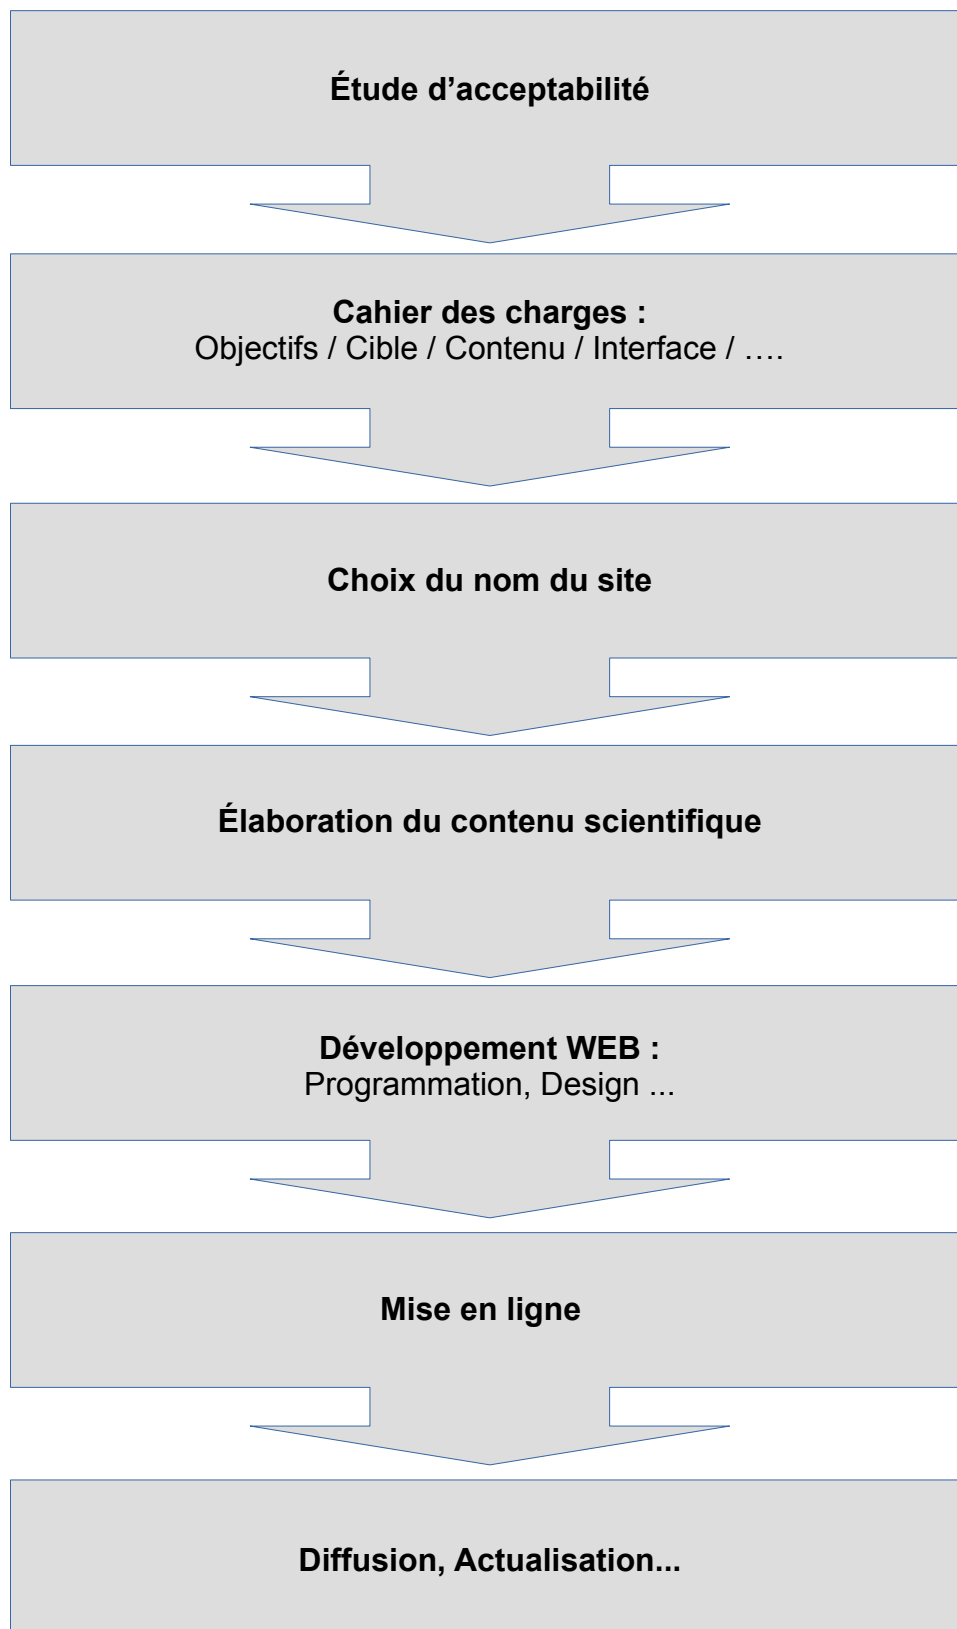 Étude d’acceptabilité
Cahier des charges :
Objectifs / Cible / Contenu / Interface / ….
Choix du nom du site
Élaboration du contenu scientifique
Développement WEB :
Programmation, Design ...
Mise en ligne
Diffusion, Actualisation...